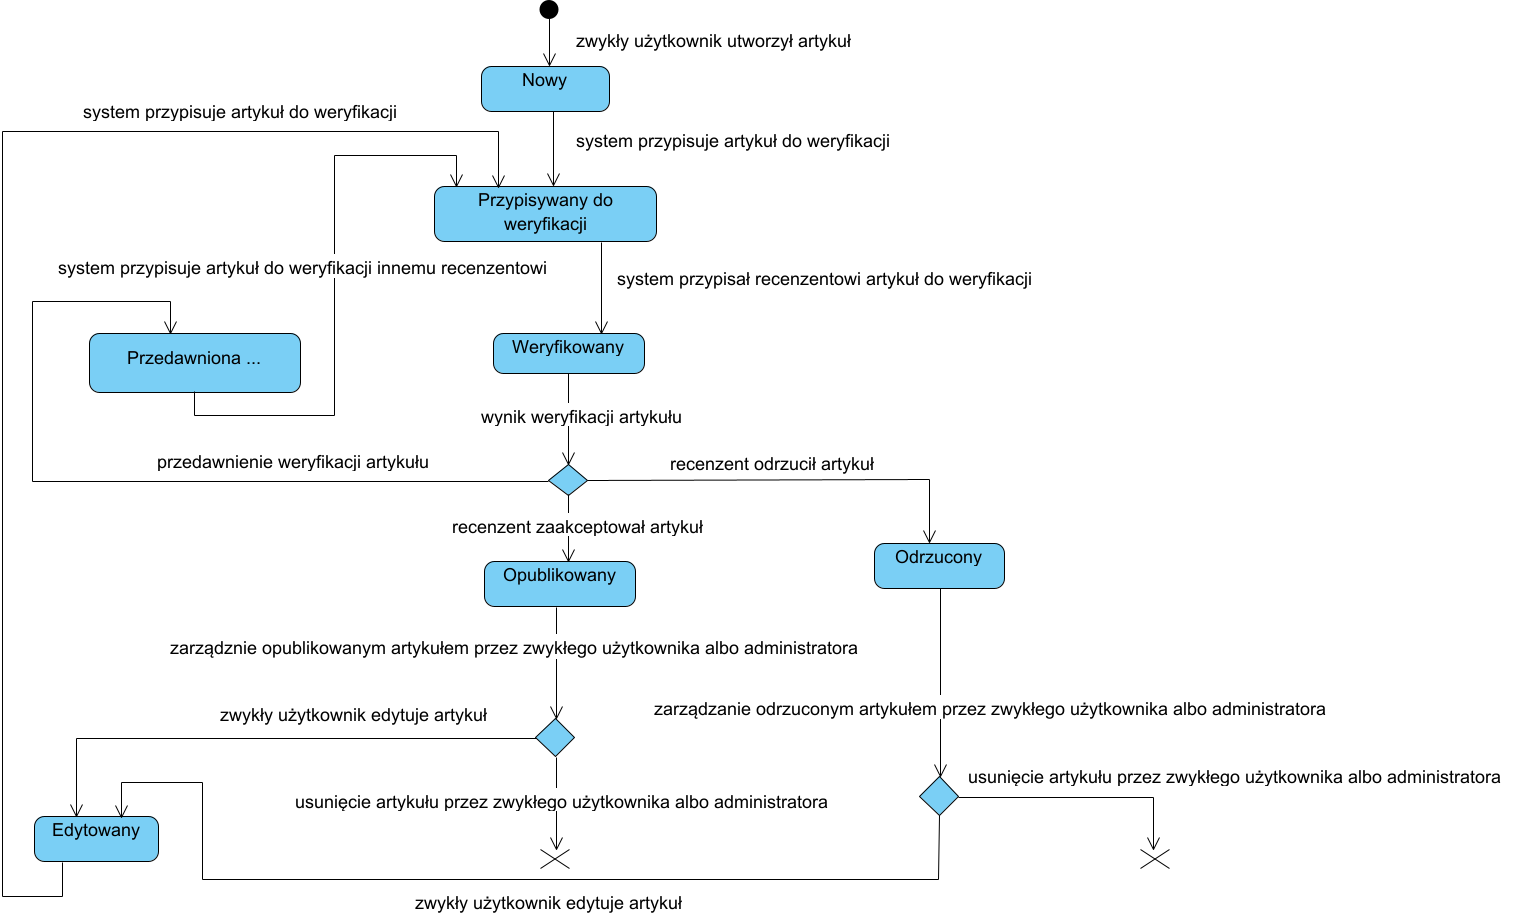 zwykły użytkownik utworzył artykuł
Nowy
system przypisuje artykuł do weryfikacji
system przypisuje artykuł do weryfikacji
Przypisywany do
weryfikacji
system przypisuje artykuł do weryfikacji innemu recenzentowi
system przypisał recenzentowi artykuł do weryfikacji
Przedawniona ...
Weryfikowany
wynik weryfikacji artykułu
przedawnienie weryfikacji artykułu
recenzent odrzucił artykuł
recenzent zaakceptował artykuł
Opublikowany
Odrzucony
zarządznie opublikowanym artykułem przez zwykłego użytkownika albo administratora
zwykły użytkownik edytuje artykuł
zarządzanie odrzuconym artykułem przez zwykłego użytkownika albo administratora
usunięcie artykułu przez zwykłego użytkownika albo administratora
usunięcie artykułu przez zwykłego użytkownika albo administratora
Edytowany
zwykły użytkownik edytuje artykuł